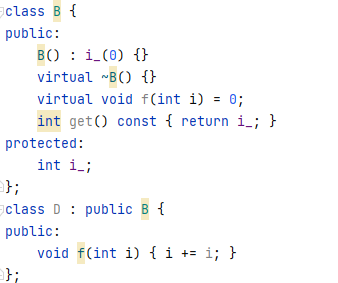 class B {
public:
    B() : i_(0) {}
    virtual ~B() {}
    virtual void f(int i) = 0;
    int get() const { return i_; }
protected:
    int i_;
};
class D : public B {
public:
    void f(int i) { i += i; }
};